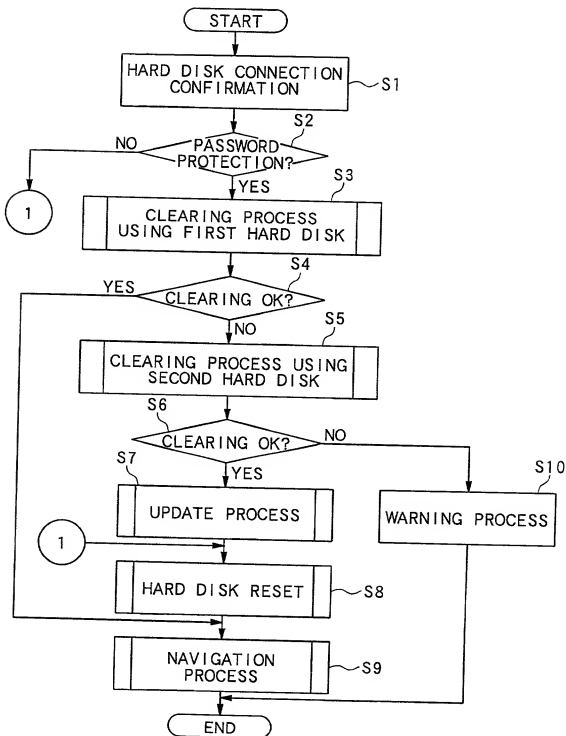 START
HARD DISK CONNECTION
CONFIRMATION
S1
S2
NO
PASSWORD
PROTECTION?
YES
S3
1
CLEARING PROCESS
USING FIRST HARD DISK
S4
YES
CLEARING OK?
NO
S5
CLEARING PROCESS USING
SECOND HARD DISK
S6
CLEARING OK?
NO
YES
S7
S10
UPDATE PROCESS
WARNING PROCESS
1
HARD DISK RESET
S8
NAVIGATION
PROCESS
S9
END